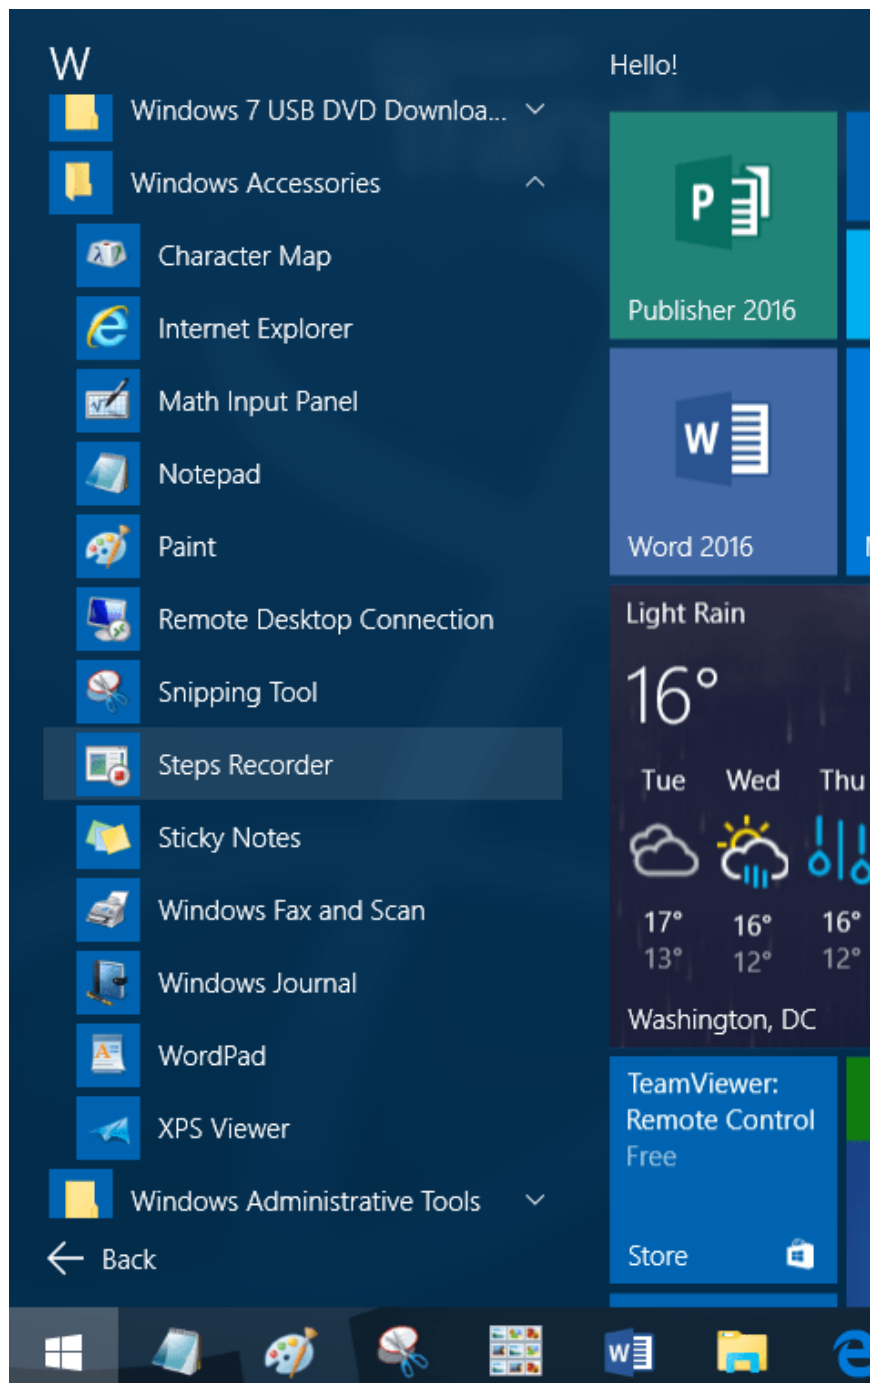 W
Windows 7 USB DVD Downloa...
Windows Accessories
Character Map
Internet Explorer
Math Input Panel
Notepad
Paint
Remote Desktop Connection
Snipping Tool
Steps Recorder
Sticky Notes
Windows Fax and Scan
Windows Journal
WordPad
XPS Viewer
Windows Administrative Tools
Back
Hello!
P
Publisher 2016
W
Word 2016
Light Rain
16°
Tue Wed Thu
17° 16° 16°
13° 12° 12°
Washington, DC
TeamViewer:
Remote Control
Free
Store
W